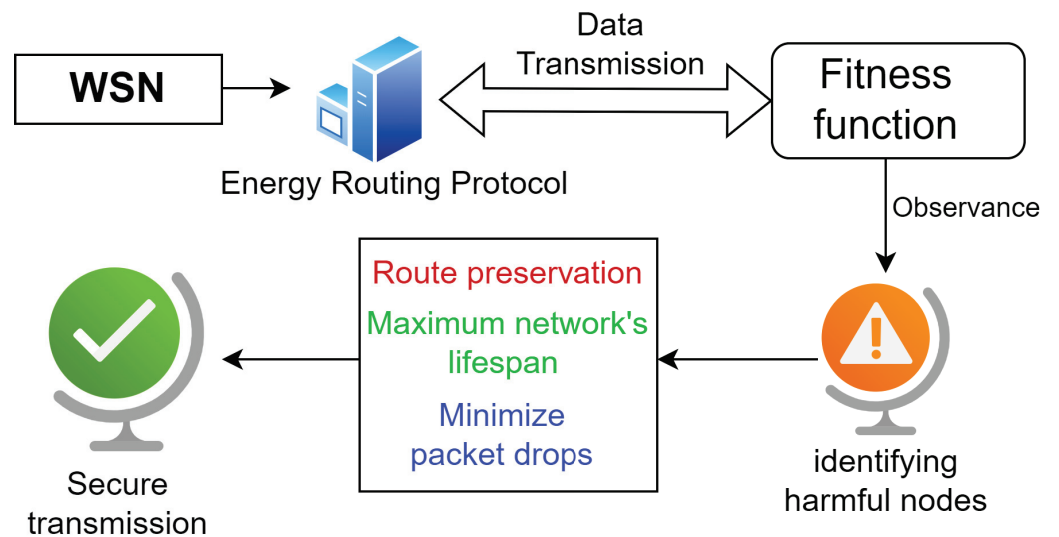 WSN
Energy Routing Protocol
Data
Transmission
Fitness
function
Observance
identifying
harmful nodes
Route preservation
Maximum network's
lifespan
Minimize
packet drops
Secure
transmission